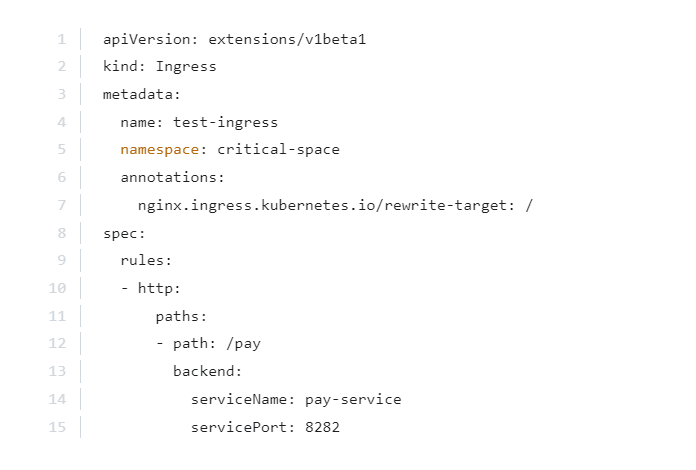 1 apiVersion: extensions/v1beta1
2 kind: Ingress
3 metadata:
4   name: test-ingress
5   namespace: critical-space
6   annotations:
7     nginx.ingress.kubernetes.io/rewrite-target: /
8 spec:
9   rules:
10   - http:
11       paths:
12       - path: /pay
13         backend:
14           serviceName: pay-service
15           servicePort: 8282